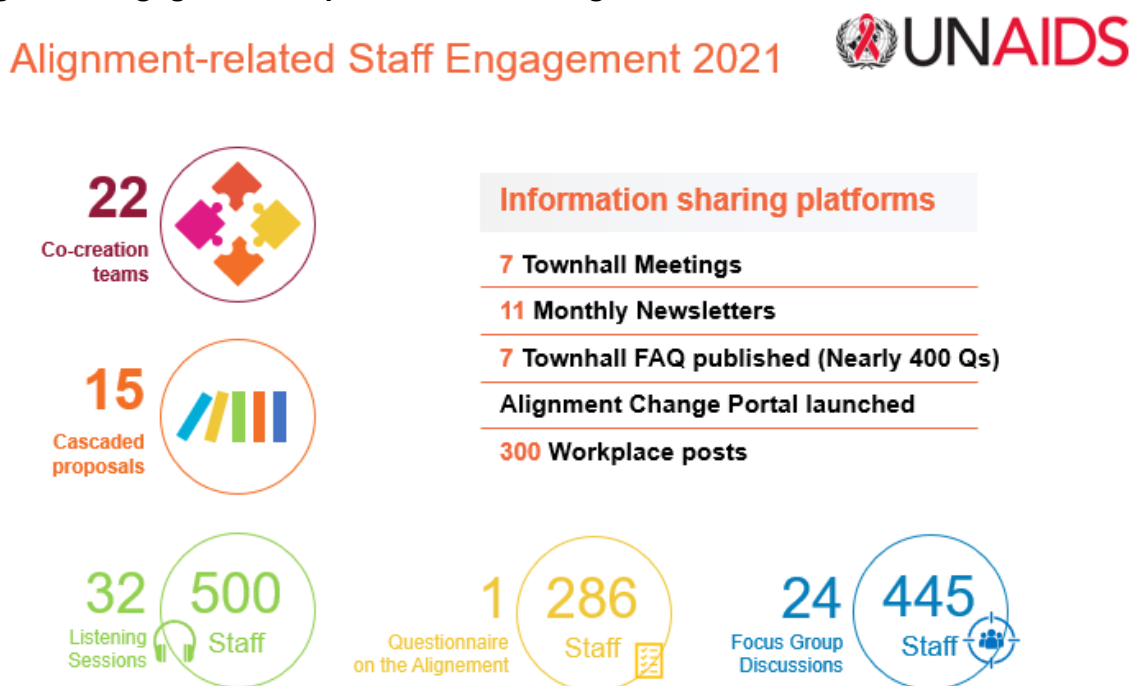 Alignment-related Staff Engagement 2021
UNAIDS
22
Co-creation
teams
15
Cascaded
proposals
Information sharing platforms
7 Townhall Meetings
11 Monthly Newsletters
7 Townhall FAQ published (Nearly 400 Qs)
Alignment Change Portal launched
300 Workplace posts
32
Listening
Sessions
500
Staff
1
Questionnaire
on the Alignement
286
Staff
24
Focus Group
Discussions
445
Staff